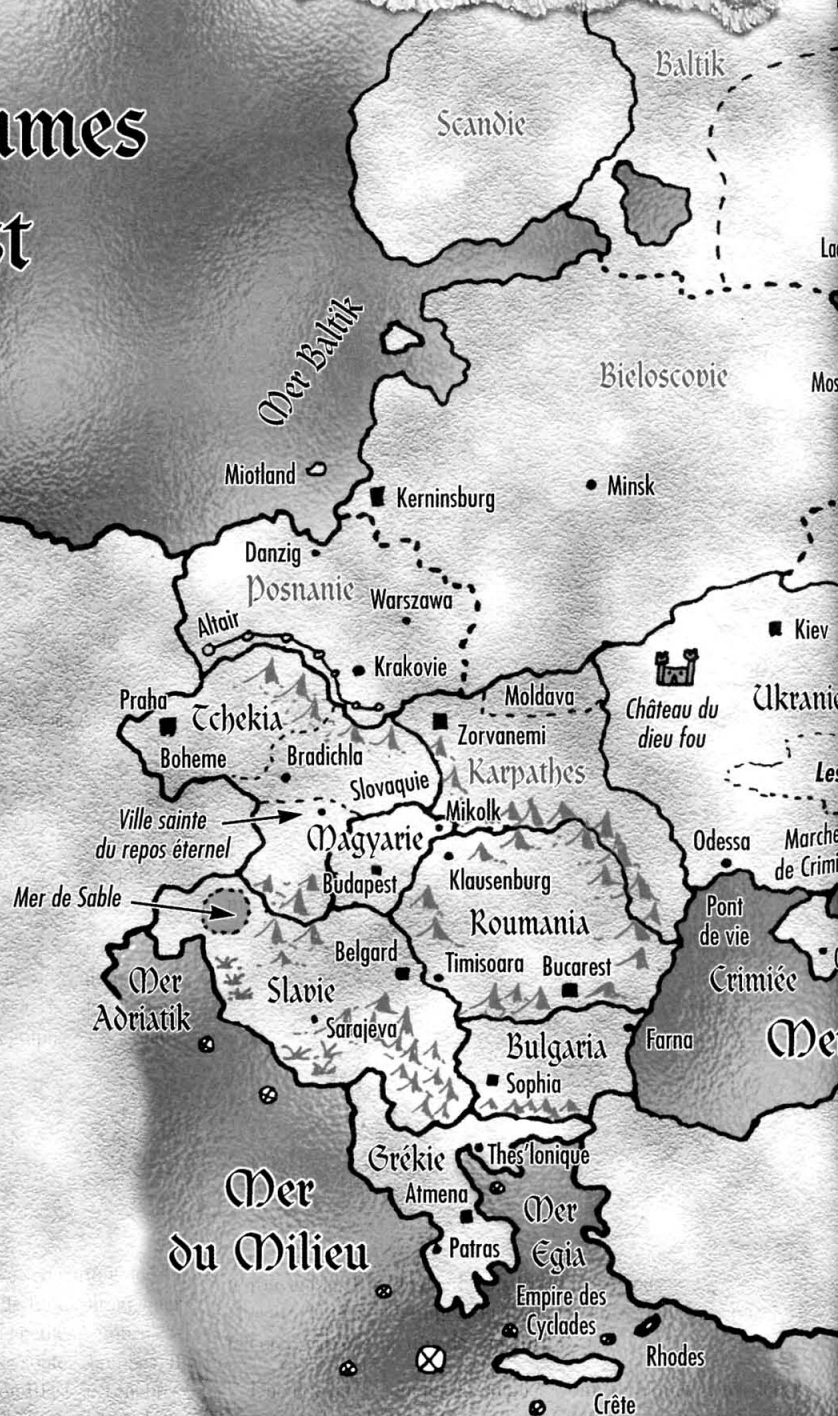 Baltik
umes
Scandie
st
La
Mer Baltik
Bieloscovie
Mos
Miotland
Kerninsburg
Minsk
Danzig
Posnanie
Warszawa
Altair
Kiev
Krakovie
Praha
Tchekia
Moldava
Château du
dieu fou
Ukranie
Zorvanemi
Boheme
Bradichla
Slovaquie
Karpathes
Les
Ville sainte
du repos éternel
Mikolk
Magyarie
Odessa
Marche
de Crimi
Budapest
Klausenburg
Mer de Sable
Roumania
Pont
de vie
Belgard
Timisoara
Bucarest
Crimiée
Mer
Adriatik
Slavie
Sarajéva
Bulgaria
Farna
Me
Sophia
Grékie
Thes'lonique
Mer
du Milieu
Atmena
Mer
Egia
Patras
Empire des
Cyclades
Rhodes
Crête